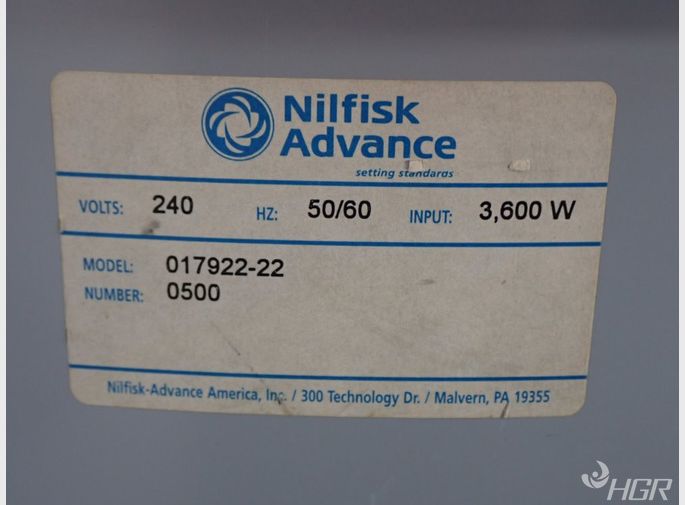 Nilfisk
Advance
setting standards
VOLTS: 240 HZ: 50/60 INPUT: 3,600 W
MODEL: 017922-22
NUMBER: 0500
Nilfisk-Advance America, Inc. / 300 Technology Dr. / Malvern, PA 19355
HGR